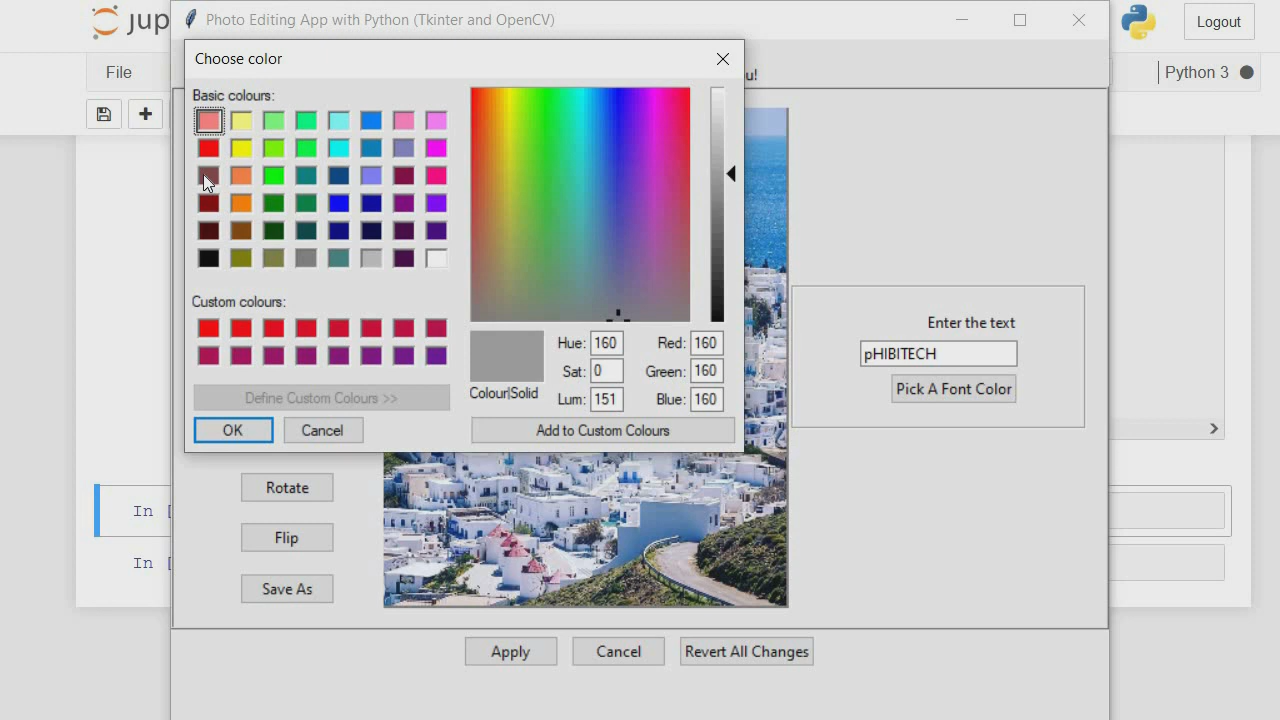 jup
Photo Editing App with Python (Tkinter and OpenCV)
Logout
File
u!
Python 3
Choose color
Basic colours:
Custom colours:
Define Custom Colours >>
OK
Cancel
Colour|Solid
Hue: 160
Sat: 0
Lum: 151
Red: 160
Green: 160
Blue: 160
Add to Custom Colours
Enter the text
pHIBITECH
Pick A Font Color
Rotate
Flip
Save As
In [
In [
Apply
Cancel
Revert All Changes